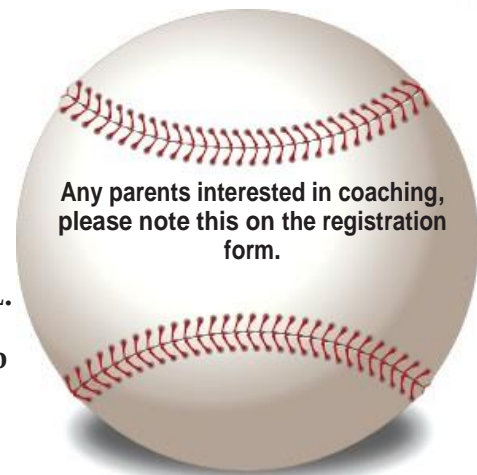 Any parents interested in coaching,
please note this on the registration
form.